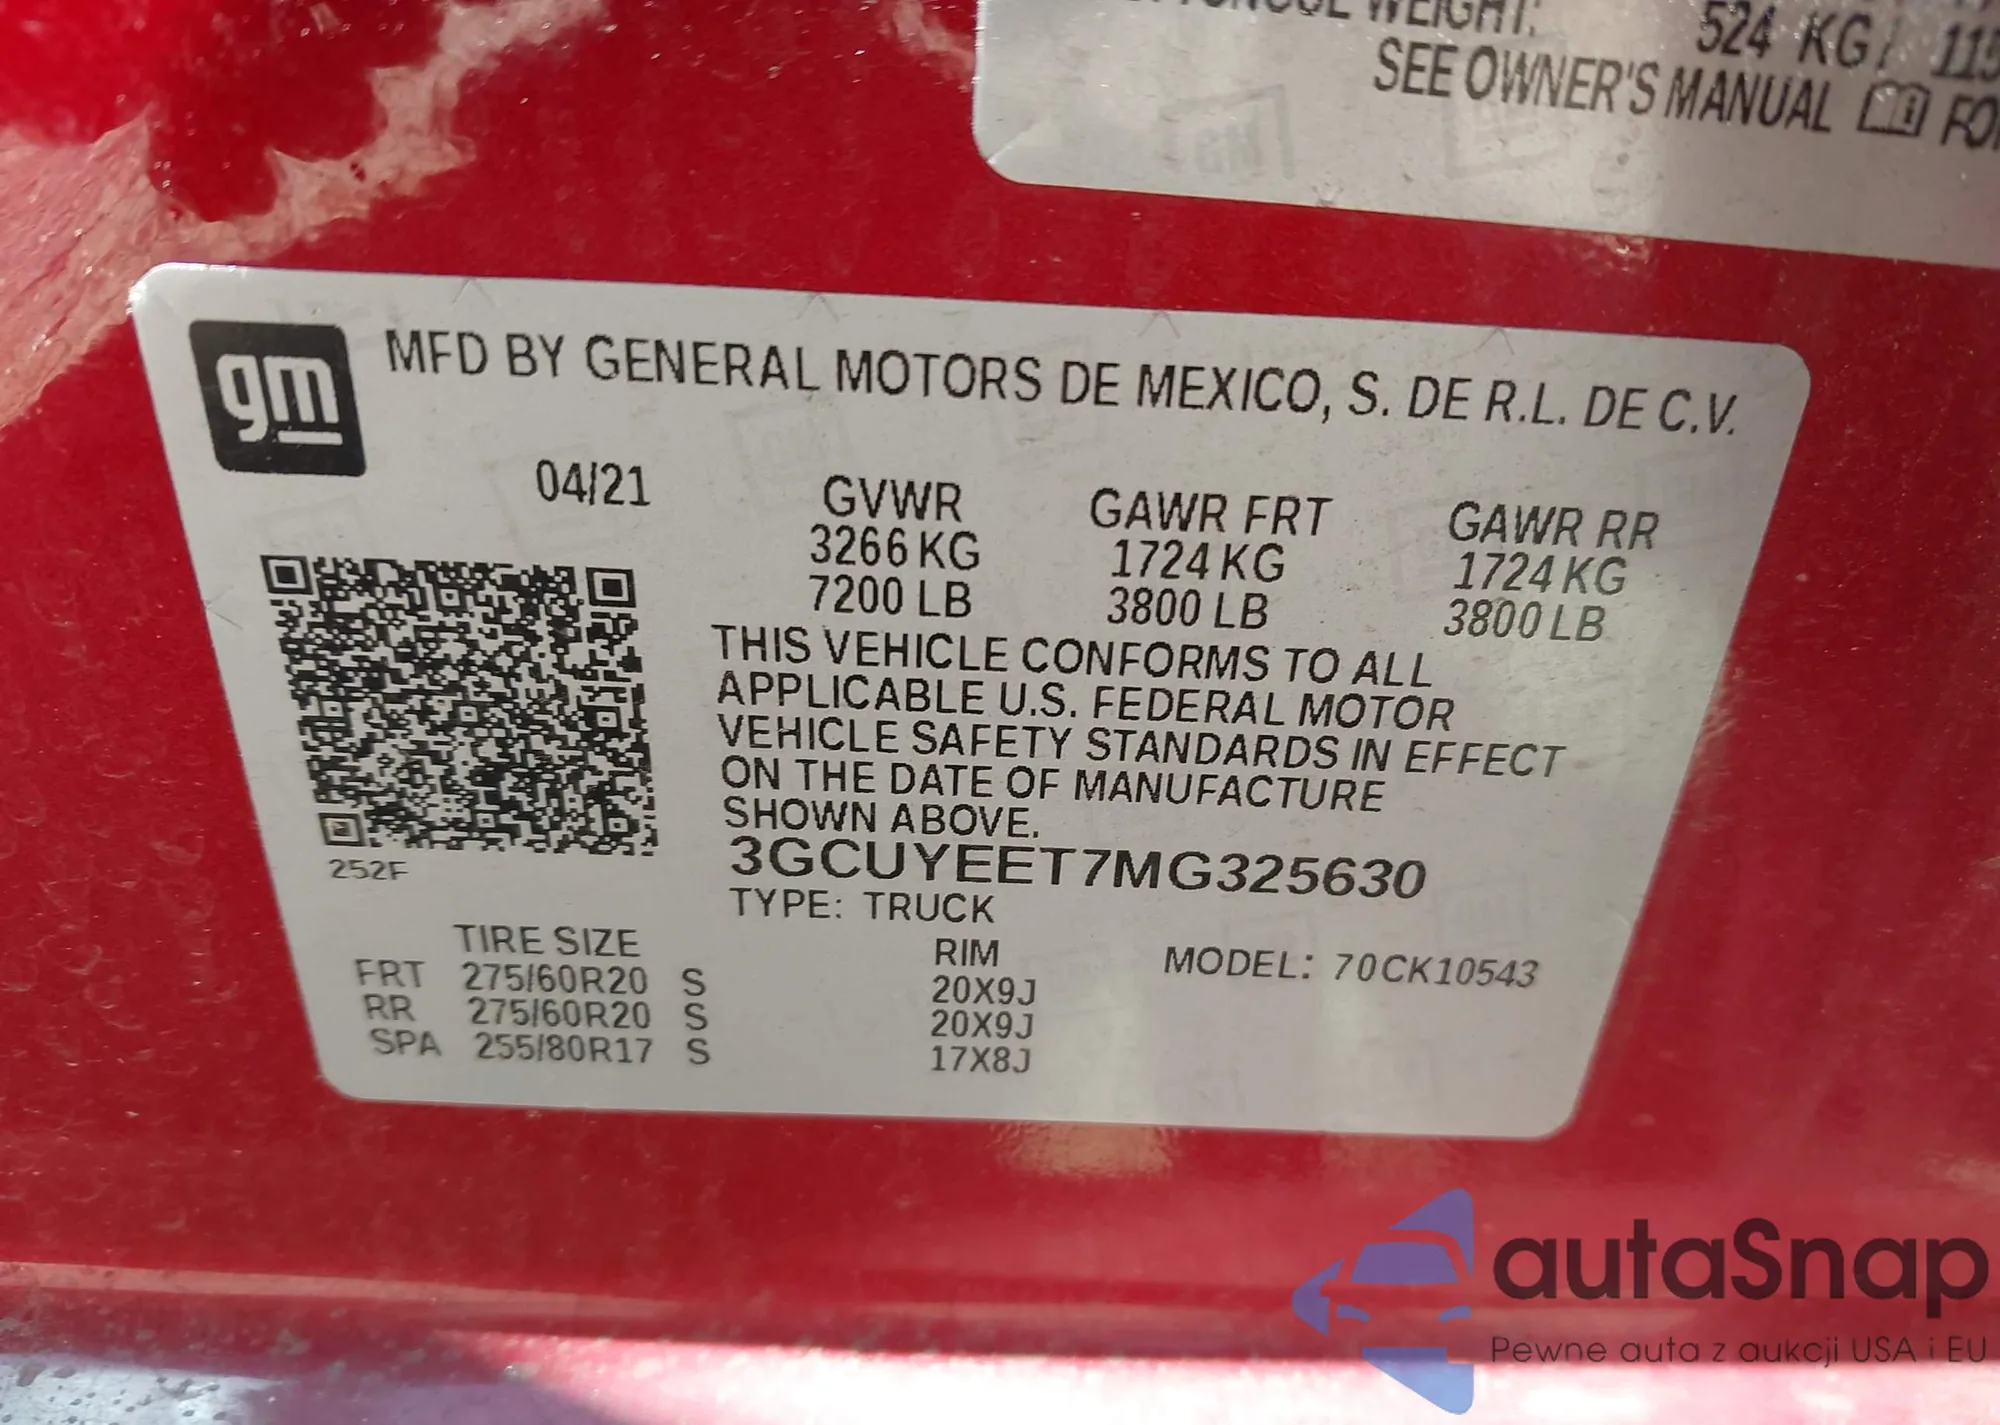 WEIGHT:
524 KG / 115
SEE OWNER'S MANUAL
gm
MFD BY GENERAL MOTORS DE MEXICO, S. DE R.L. DE C.V.
04/21 GVWR GAWR FRT GAWR RR
3266 KG 1724 KG 1724 KG
7200 LB 3800 LB 3800 LB
THIS VEHICLE CONFORMS TO ALL
APPLICABLE U.S. FEDERAL MOTOR
VEHICLE SAFETY STANDARDS IN EFFECT
ON THE DATE OF MANUFACTURE
SHOWN ABOVE.
252F
3GCUYEET7MG325630
TYPE: TRUCK
TIRE SIZE RIM MODEL: 70CK10543
FRT 275/60R20 S 20X9J
RR 275/60R20 S 20X9J
SPA 255/80R17 S 17X8J
autaSnap
Pewne auta z aukcji USA i EU